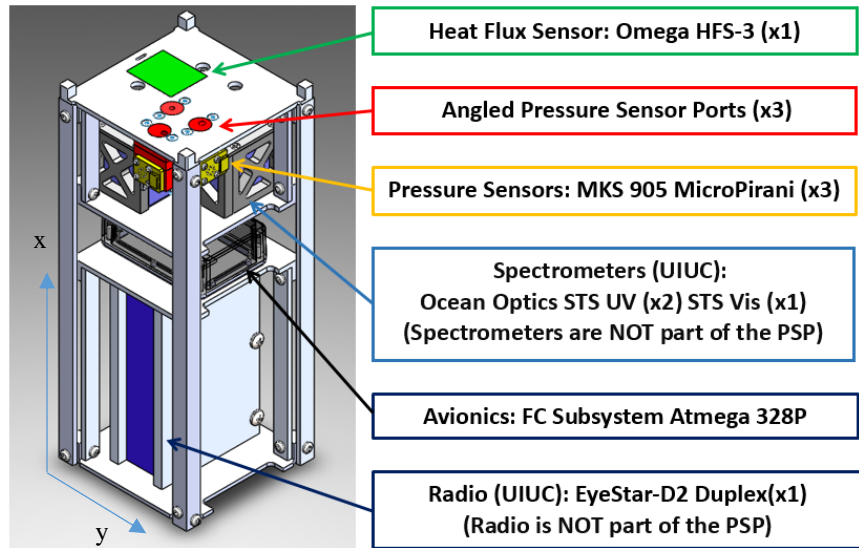 Heat Flux Sensor: Omega HFS-3 (x1)
Angled Pressure Sensor Ports (x3)
Pressure Sensors: MKS 905 MicroPirani (x3)
x
Spectrometers (UIUC):
Ocean Optics STS UV (x2) STS Vis (x1)
(Spectrometers are NOT part of the PSP)
Avionics: FC Subsystem Atmega 328P
Radio (UIUC): EyeStar-D2 Duplex(x1)
(Radio is NOT part of the PSP)
y